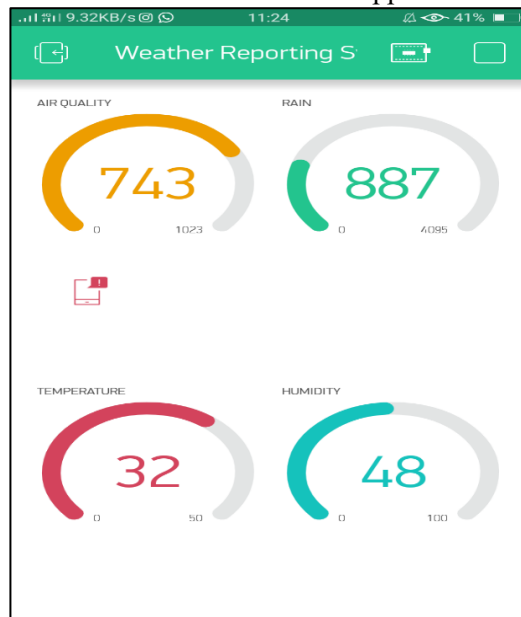 9.32KB/s 11:24 41%
Weather Reporting S
AIR QUALITY RAIN
743 887
0 1023 0 4095
TEMPERATURE HUMIDITY
32 48
0 50 0 100